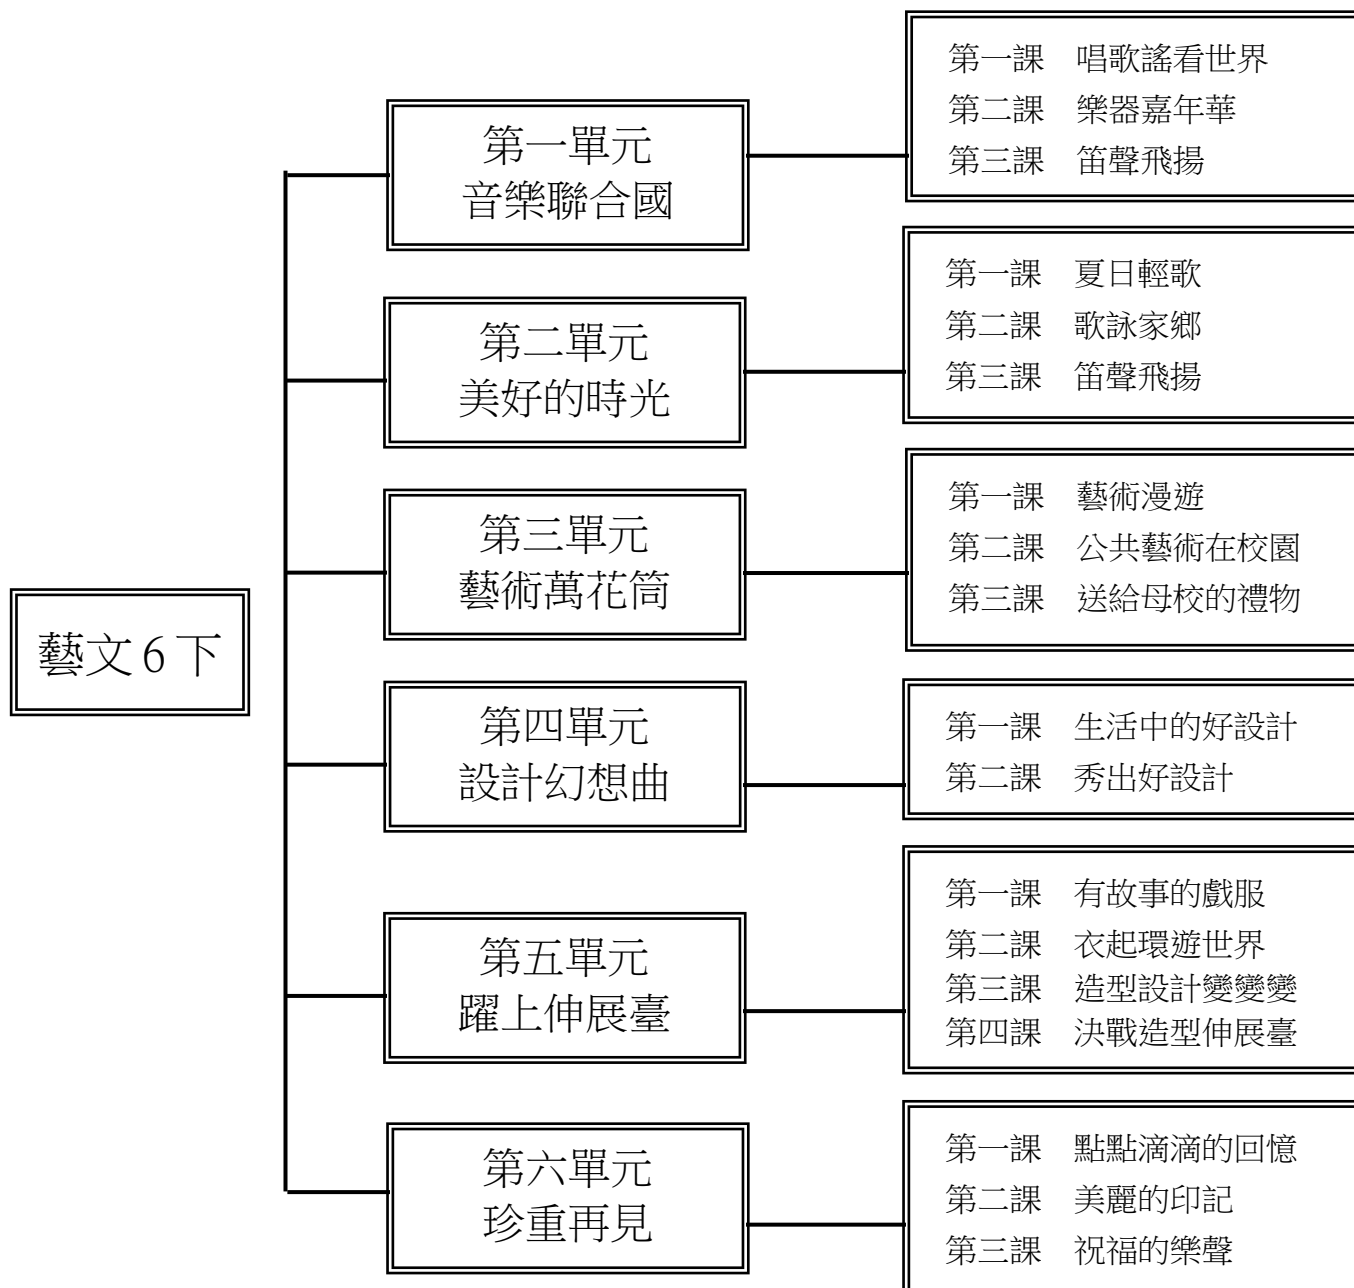 藝文6下
第一單元
音樂聯合國
第一課　唱歌謠看世界
第二課　樂器嘉年華
第三課　笛聲飛揚
第二單元
美好的時光
第一課　夏日輕歌
第二課　歌詠家鄉
第三課　笛聲飛揚
第三單元
藝術萬花筒
第一課　藝術漫遊
第二課　公共藝術在校園
第三課　送給母校的禮物
第四單元
設計幻想曲
第一課　生活中的好設計
第二課　秀出好設計
第五單元
躍上伸展臺
第一課　有故事的戲服
第二課　衣起環遊世界
第三課　造型設計變變變
第四課　決戰造型伸展臺
第六單元
珍重再見
第一課　點點滴滴的回憶
第二課　美麗的印記
第三課　祝福的樂聲